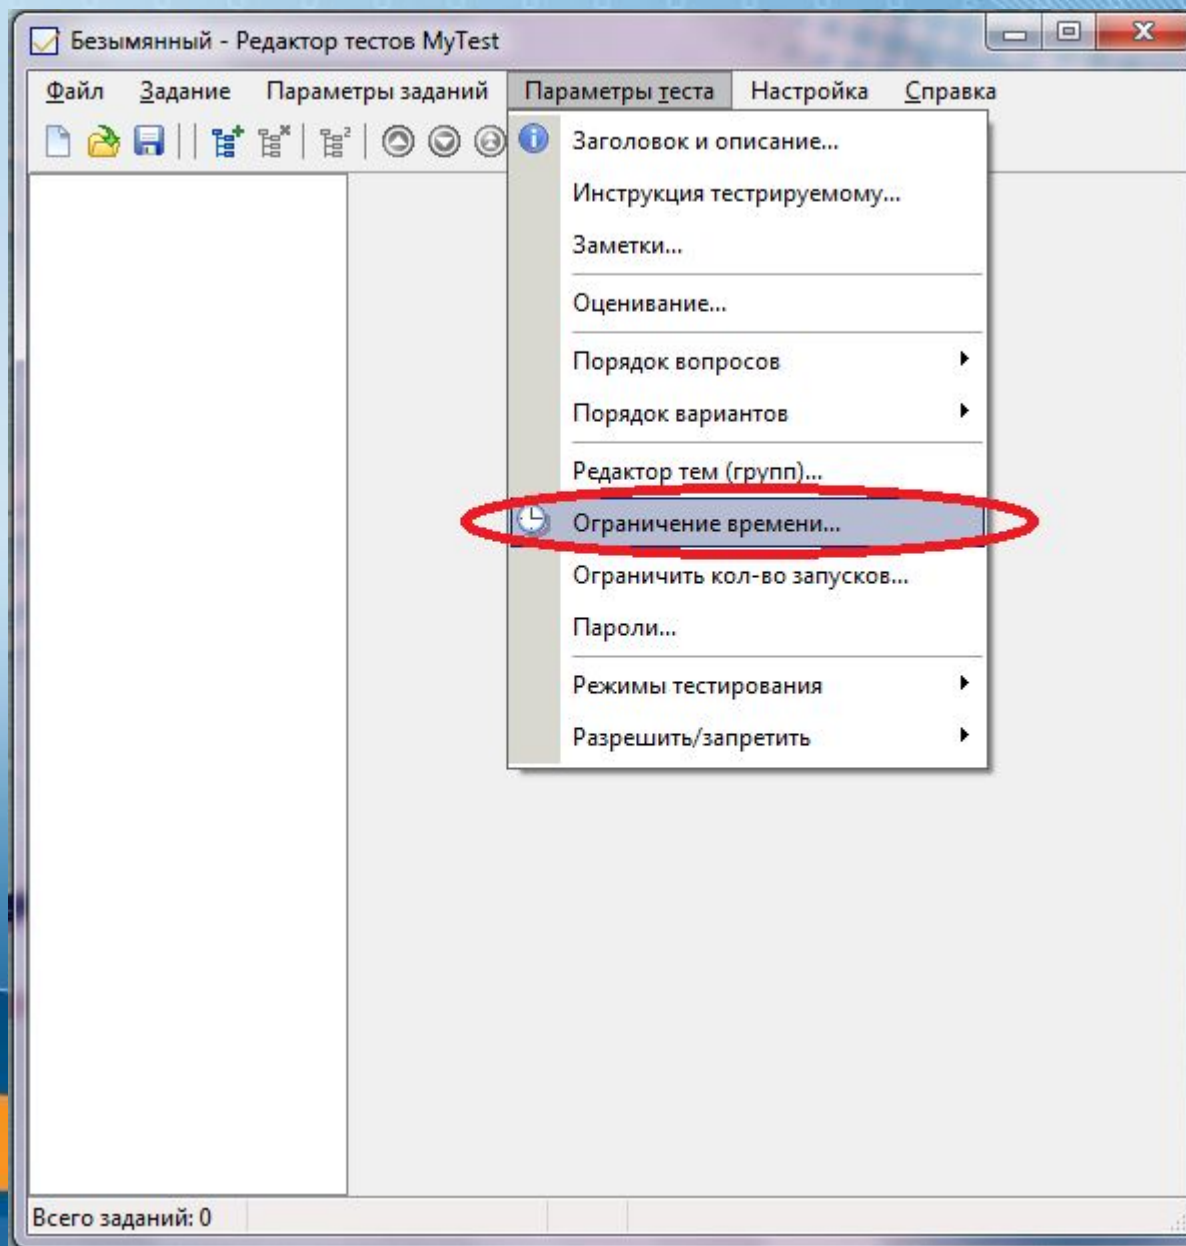 Безымянный - Редактор тестов MyTest
Файл Задание Параметры заданий Параметры теста Настройка Справка
Заголовок и описание...
Инструкция тестрируемому...
Заметки...
Оценивание...
Порядок вопросов
Порядок вариантов
Редактор тем (групп)...
Ограничение времени...
Ограничить кол-во запусков...
Пароли...
Режимы тестирования
Разрешить/запретить
Всего заданий: 0